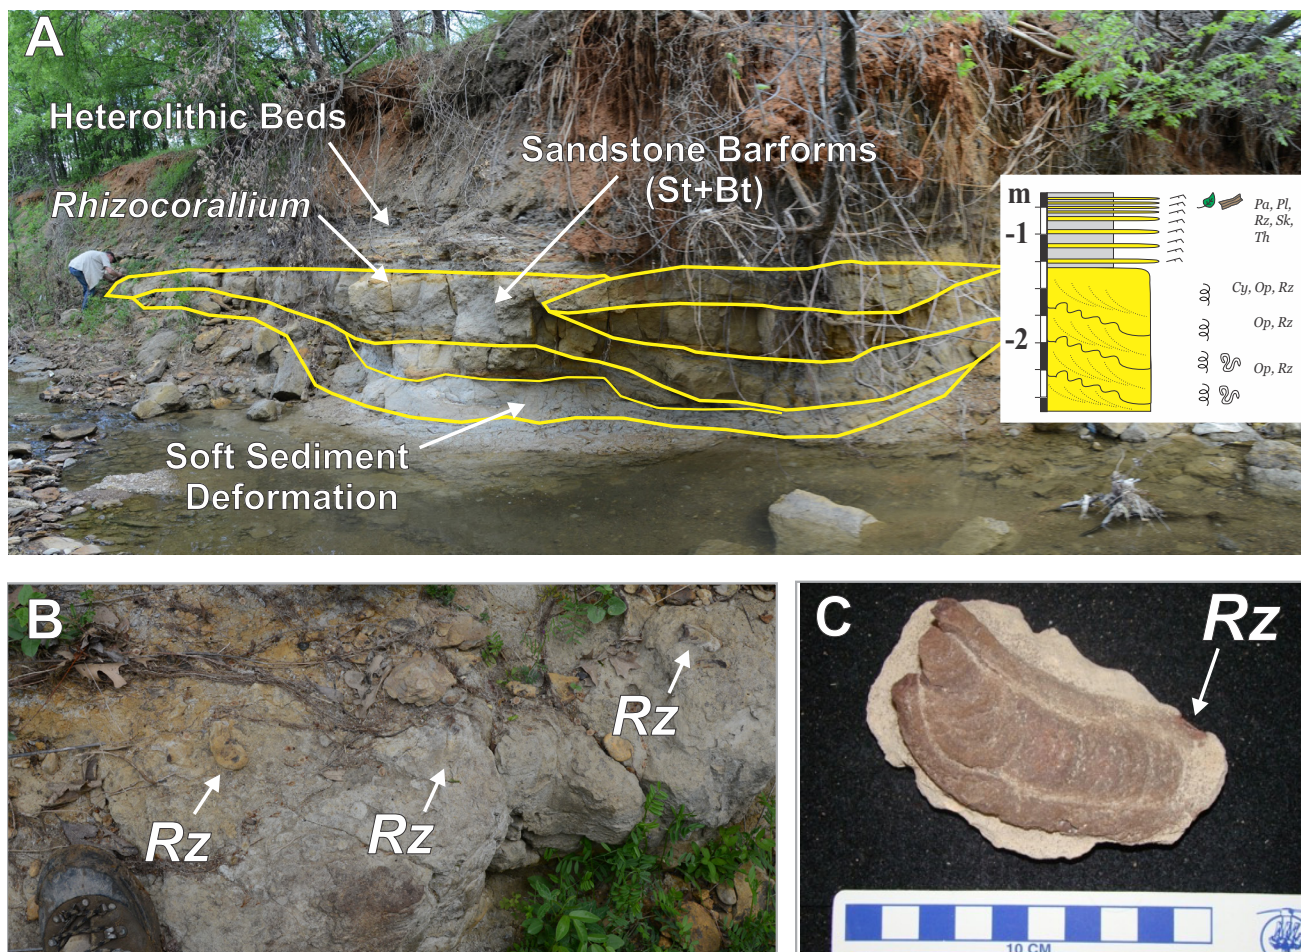 A
Heterolithic Beds
Rhizocorallium
Sandstone Barforms
(St+Bt)
Soft Sediment
Deformation
m
-1
-2
Pa, Pl,
Rz, Sk,
Th
Cy, Op, Rz
Op, Rz
Op, Rz
B
Rz
Rz
Rz
C
Rz
10 CM